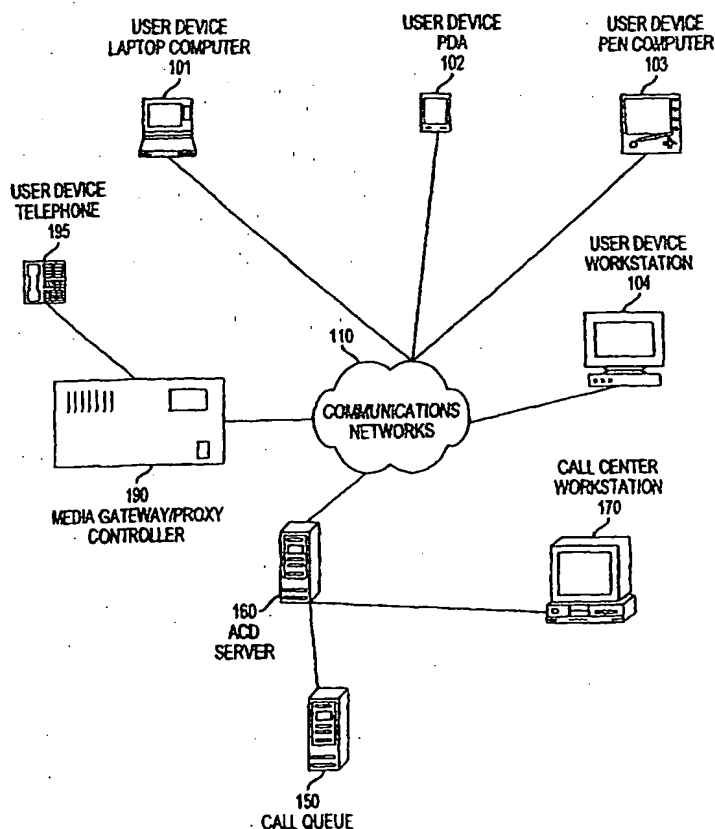 USER DEVICE
LAPTOP COMPUTER
101
USER DEVICE
PDA
102
USER DEVICE
PEN COMPUTER
103
USER DEVICE
TELEPHONE
195
USER DEVICE
WORKSTATION
104
110
COMMUNICATIONS
NETWORKS
190
MEDIA GATEWAY/PROXY
CONTROLLER
CALL CENTER
WORKSTATION
170
160
ACD
SERVER
150
CALL QUEUE